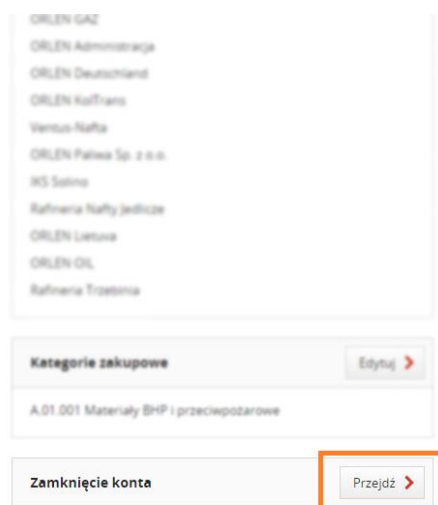 ORLEN GAZ
ORLEN Administracja
ORLEN Deutschland
ORLEN KolTrans
Ventus-Nafta
ORLEN Paliwa Sp. z o.o.
IKS Solino
Rafineria Nafty Jedlicze
ORLEN Lietuva
ORLEN OIL
Rafineria Trzebinia
Kategorie zakupowe
Edytuj
A.01.001 Materiały BHP i przeciwpożarowe
Zamknięcie konta
Przejdź